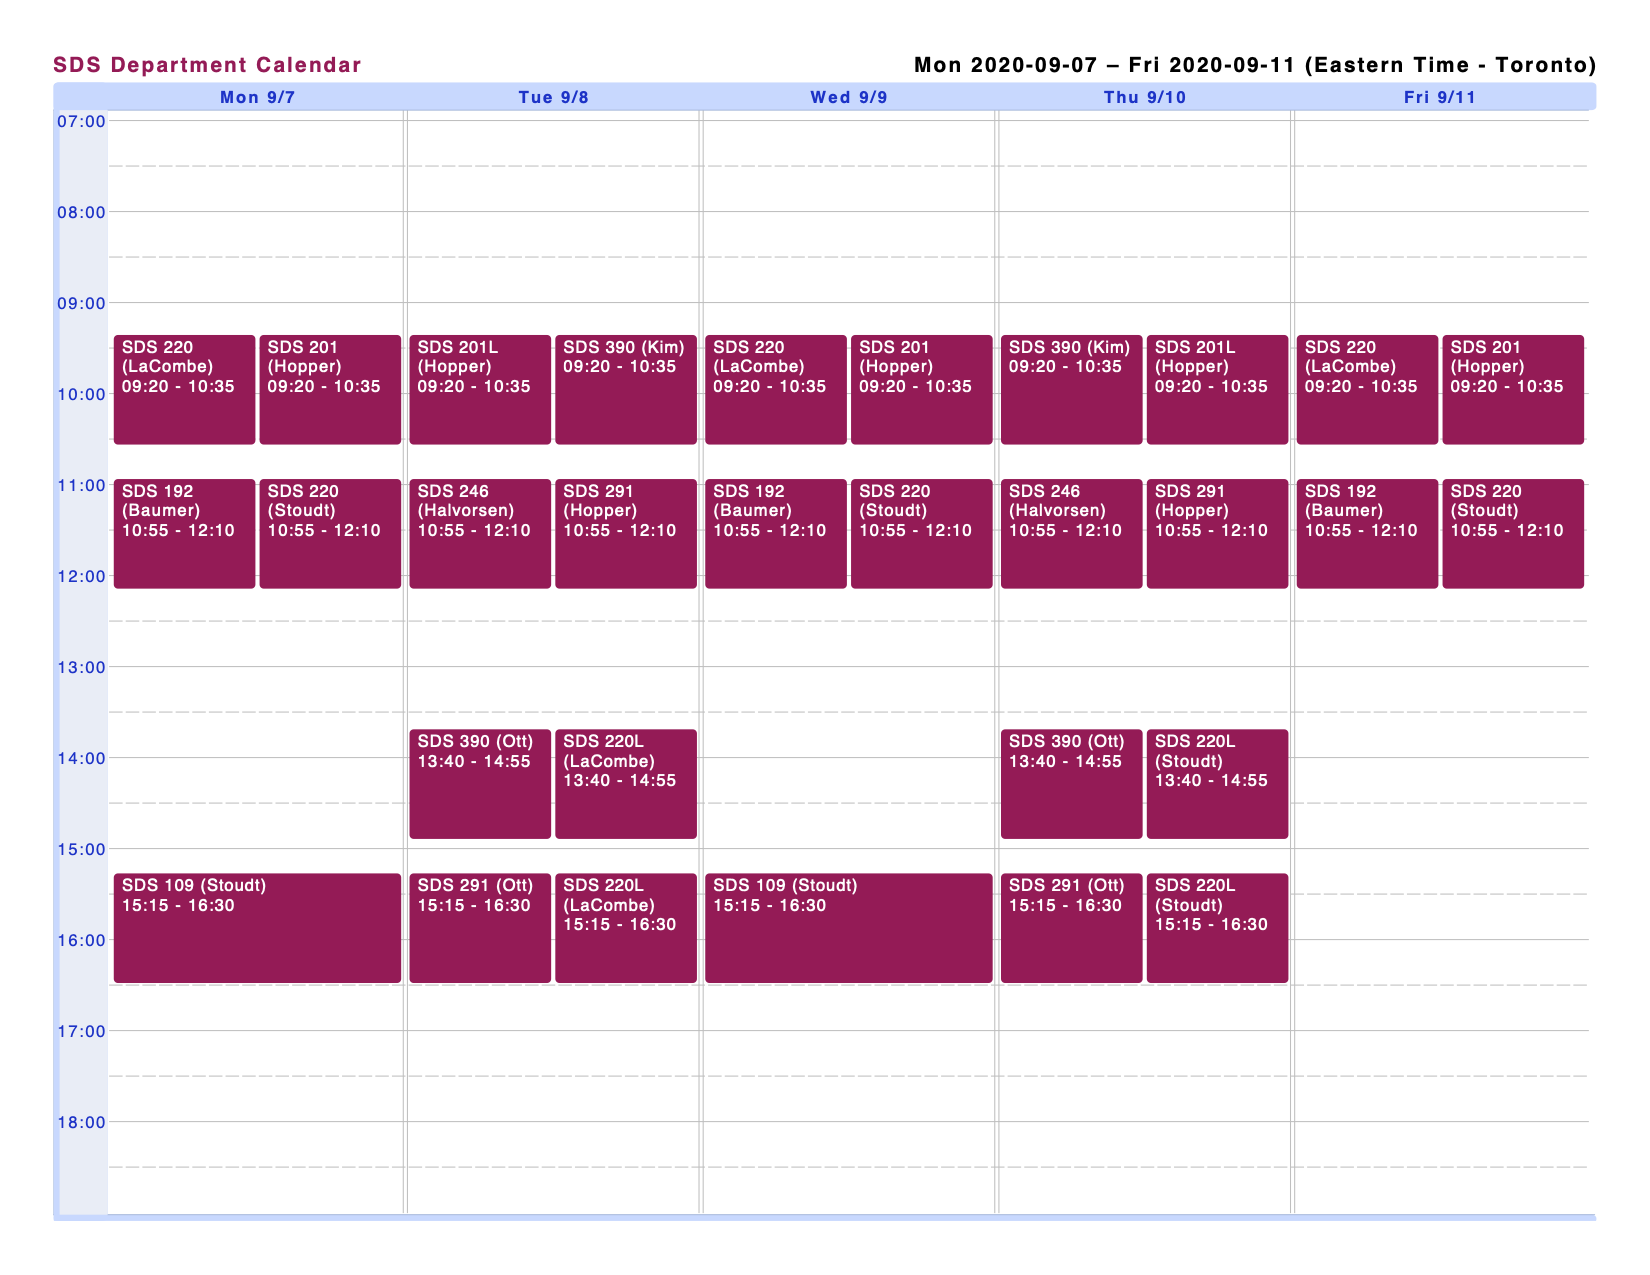 SDS Department Calendar
Mon 2020-09-07 – Fri 2020-09-11 (Eastern Time - Toronto)
Mon 9/7
Tue 9/8
Wed 9/9
Thu 9/10
Fri 9/11
07:00
08:00
09:00
SDS 220
(LaCombe)
09:20 - 10:35
SDS 201
(Hopper)
09:20 - 10:35
SDS 201L
(Hopper)
09:20 - 10:35
SDS 390 (Kim)
09:20 - 10:35
SDS 220
(LaCombe)
09:20 - 10:35
SDS 201
(Hopper)
09:20 - 10:35
SDS 390 (Kim)
09:20 - 10:35
SDS 201L
(Hopper)
09:20 - 10:35
SDS 220
(LaCombe)
09:20 - 10:35
SDS 201
(Hopper)
09:20 - 10:35
10:00
11:00
SDS 192
(Baumer)
10:55 - 12:10
SDS 220
(Stoudt)
10:55 - 12:10
SDS 246
(Halvorsen)
10:55 - 12:10
SDS 291
(Hopper)
10:55 - 12:10
SDS 192
(Baumer)
10:55 - 12:10
SDS 220
(Stoudt)
10:55 - 12:10
SDS 246
(Halvorsen)
10:55 - 12:10
SDS 291
(Hopper)
10:55 - 12:10
SDS 192
(Baumer)
10:55 - 12:10
SDS 220
(Stoudt)
10:55 - 12:10
12:00
13:00
SDS 390 (Ott)
13:40 - 14:55
SDS 220L
(LaCombe)
13:40 - 14:55
SDS 390 (Ott)
13:40 - 14:55
SDS 220L
(Stoudt)
13:40 - 14:55
14:00
15:00
SDS 109 (Stoudt)
15:15 - 16:30
SDS 291 (Ott)
15:15 - 16:30
SDS 220L
(LaCombe)
15:15 - 16:30
SDS 109 (Stoudt)
15:15 - 16:30
SDS 291 (Ott)
15:15 - 16:30
SDS 220L
(Stoudt)
15:15 - 16:30
16:00
17:00
18:00